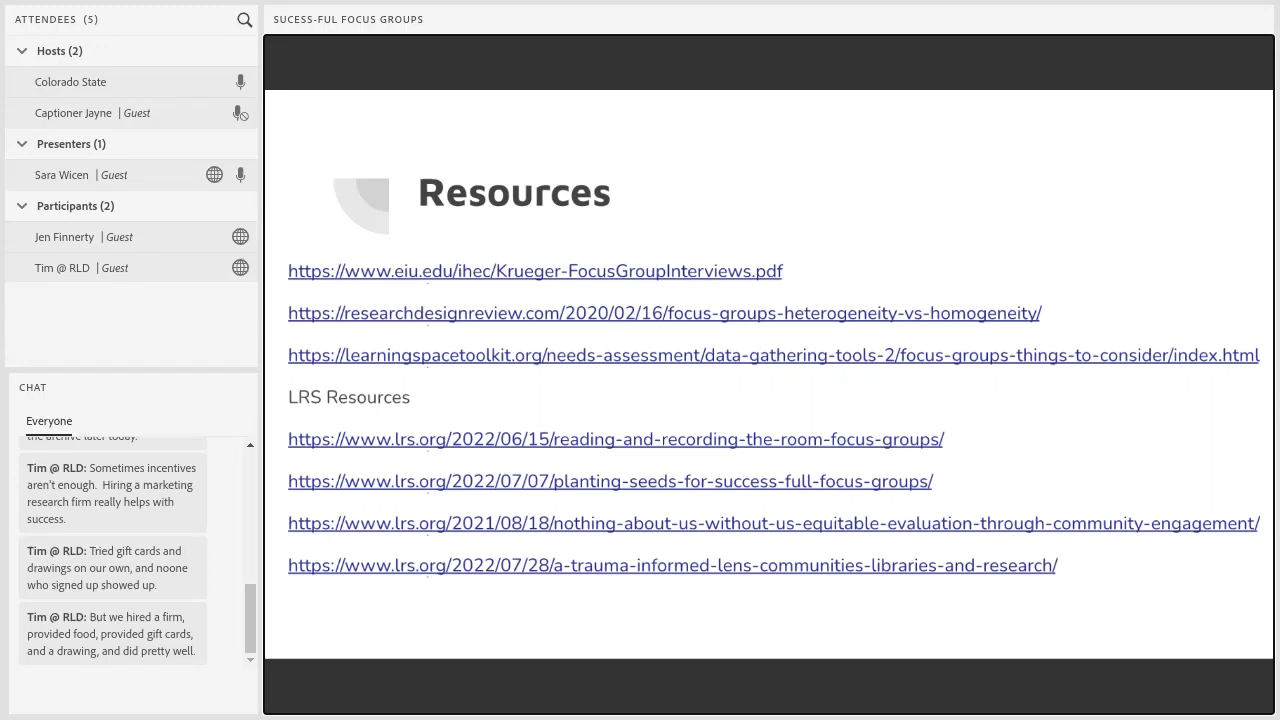 ATTENDEES (5)
Hosts (2)
Colorado State
Captioner Jayne | Guest
Presenters (1)
Sara Wicen | Guest
Participants (2)
Jen Finnerty | Guest
Tim @ RLD | Guest
CHAT
Everyone
the archive later today.
Tim @ RLD: Sometimes incentives
aren't enough. Hiring a marketing
research firm really helps with
success.
Tim @ RLD: Tried gift cards and
drawings on our own, and noone
who signed up showed up.
Tim @ RLD: But we hired a firm,
provided food, provided gift cards,
and a drawing, and did pretty well.
SUCESS-FUL FOCUS GROUPS
Resources
https://www.eiu.edu/ihec/Krueger-FocusGroupInterviews.pdf
https://researchdesignreview.com/2020/02/16/focus-groups-heterogeneity-vs-homogeneity/
https://learningspacetoolkit.org/needs-assessment/data-gathering-tools-2/focus-groups-things-to-consider/index.html
LRS Resources
https://www.lrs.org/2022/06/15/reading-and-recording-the-room-focus-groups/
https://www.lrs.org/2022/07/07/planting-seeds-for-success-full-focus-groups/
https://www.lrs.org/2021/08/18/nothing-about-us-without-us-equitable-evaluation-through-community-engagement/
https://www.lrs.org/2022/07/28/a-trauma-informed-lens-communities-libraries-and-research/